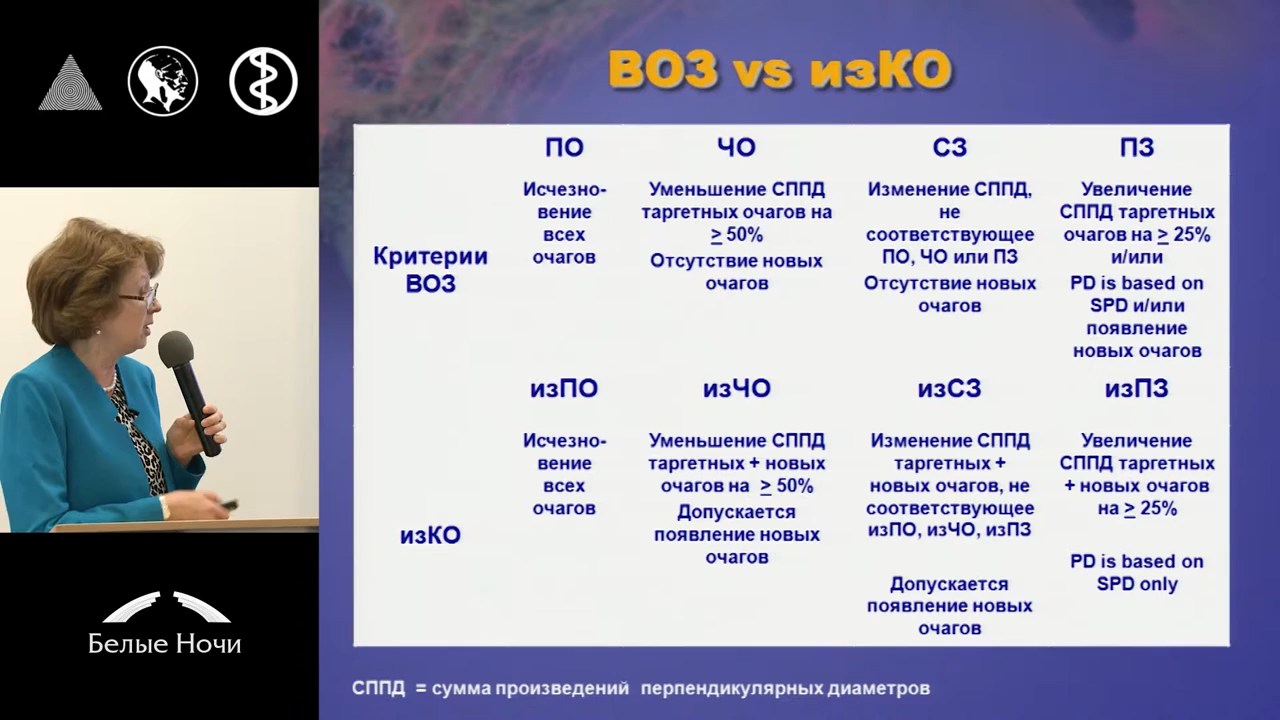 ВОЗ vs изКО
ПО
ЧО
СЗ
ПЗ
Критерии
ВОЗ
Исчезно-
вение
всех
очагов
Уменьшение СППД
таргетных очагов на
≥ 50%
Отсутствие новых
очагов
Изменение СППД,
не
соответствующее
ПО, ЧО или ПЗ
Отсутствие новых
очагов
Увеличение
СППД таргетных
очагов на ≥ 25%
и/или
PD is based on
SPD и/или
появление
новых очагов
изПО
изЧО
изСЗ
изПЗ
изКО
Исчезно-
вение
всех
очагов
Уменьшение СППД
таргетных + новых
очагов на ≥ 50%
Допускается
появление новых
очагов
Изменение СППД
таргетных +
новых очагов, не
соответствующее
изПО, изЧО, изПЗ
Допускается
появление новых
очагов
Увеличение
СППД таргетных
+ новых очагов
на ≥ 25%
PD is based on
SPD only
СППД = сумма произведений перпендикулярных диаметров
Белые Ночи